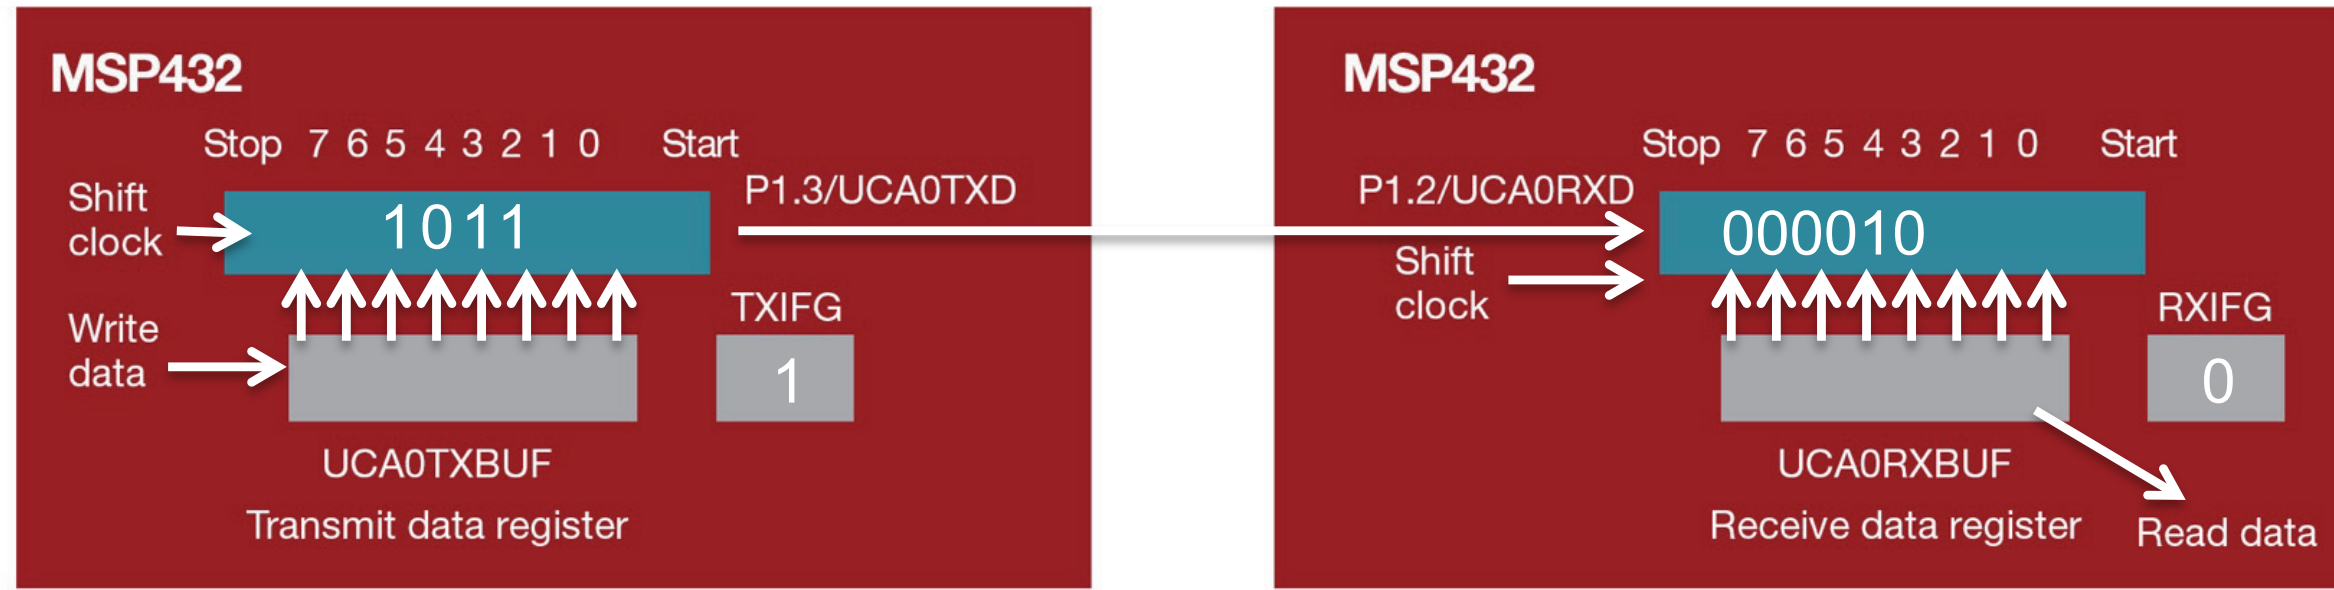 MSP432
Stop 7 6 5 4 3 2 1 0 Start
Shift
clock
1011
P1.3/UCA0TXD
Write
data
TXIFG
1
UCA0TXBUF
Transmit data register
MSP432
Stop 7 6 5 4 3 2 1 0 Start
P1.2/UCA0RXD
000010
Shift
clock
RXIFG
0
UCA0RXBUF
Receive data register
Read data